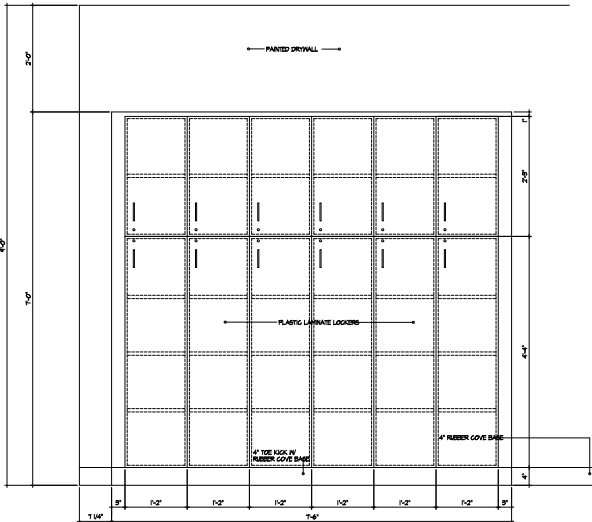 PAINTED DRYWALL
2'-0"
1"
2'-3"
9'-0"
7'-0"
PLASTIC LAMINATE LOCKERS
4'-4"
4" RUBBER COVE BASE
4" TOE KICK W/
RUBBER COVE BASE
4"
3" 1'-2" 1'-2" 1'-2" 1'-2" 1'-2" 1'-2" 3"
7 1/4" 7'-6"